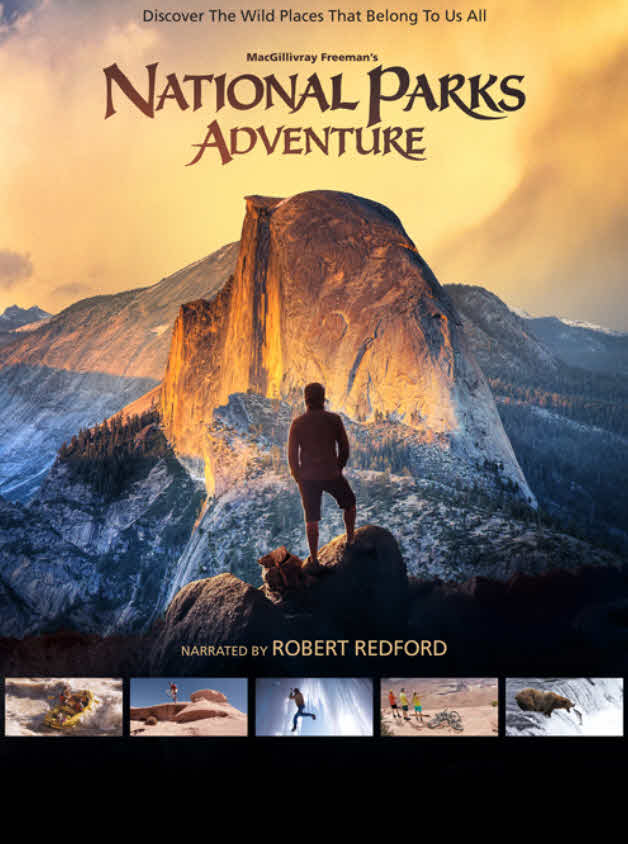 Discover The Wild Places That Belong To Us All
MacGillivray Freeman's
NATIONAL PARKS
ADVENTURE
NARRATED BY ROBERT REDFORD